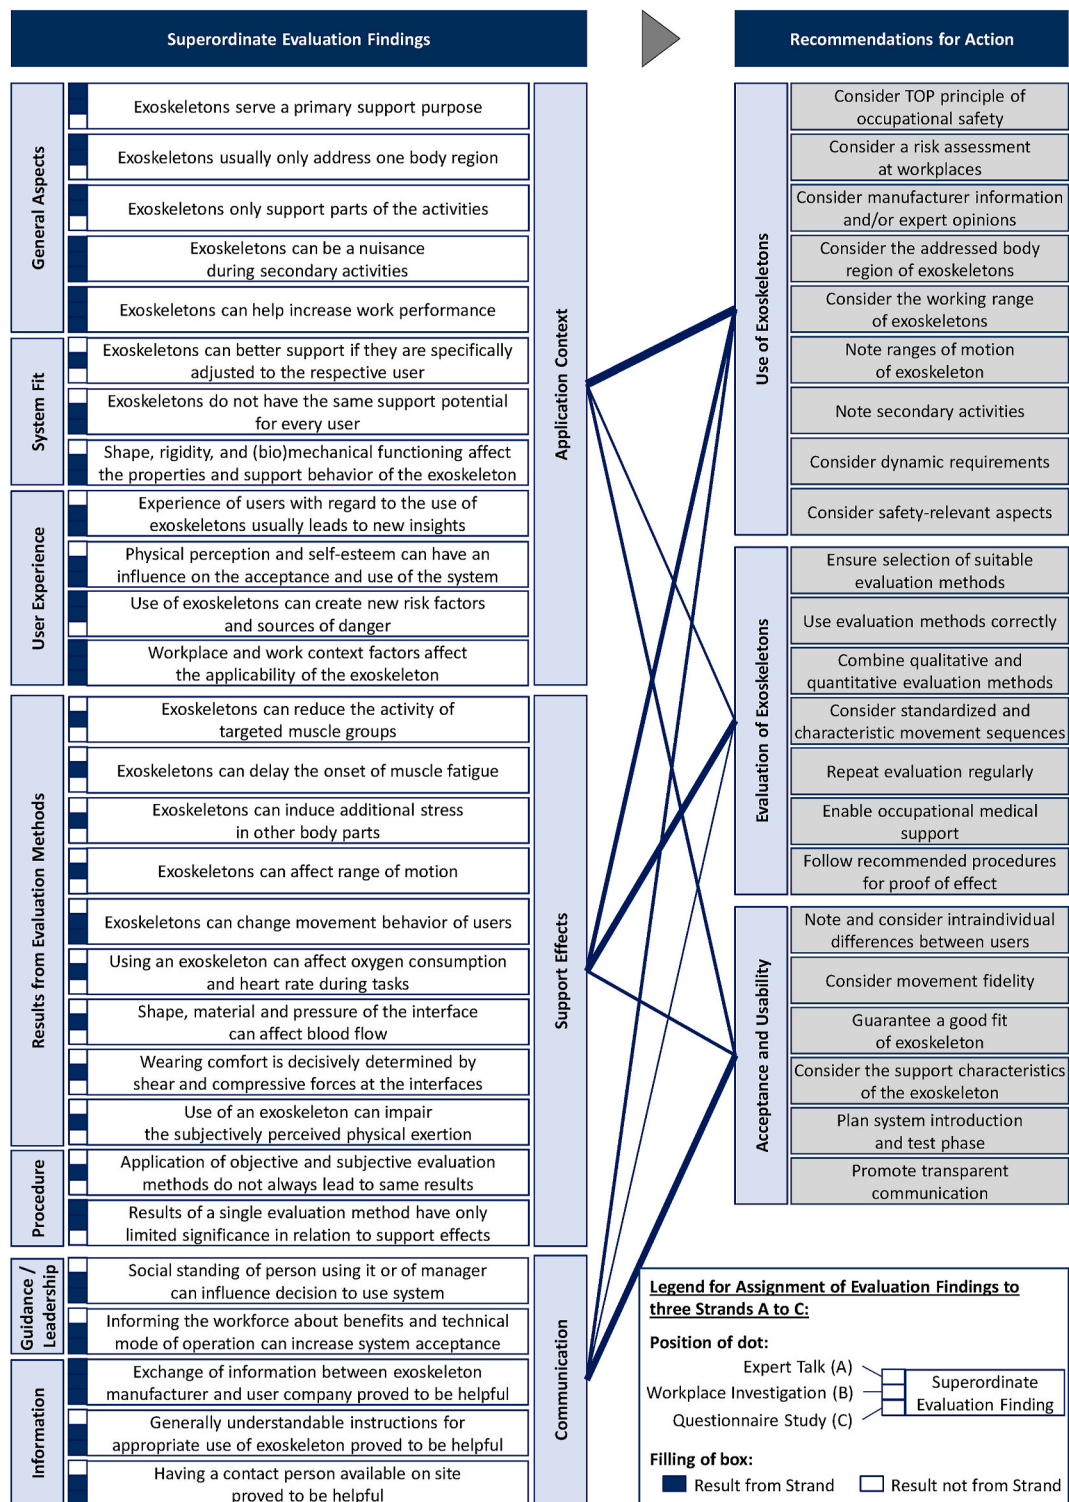 Superordinate Evaluation Findings
Recommendations for Action
General Aspects
Exoskeletons serve a primary support purpose
Exoskeletons usually only address one body region
Exoskeletons only support parts of the activities
Exoskeletons can be a nuisance
during secondary activities
Exoskeletons can help increase work performance
System Fit
Exoskeletons can better support if they are specifically
adjusted to the respective user
Exoskeletons do not have the same support potential
for every user
Shape, rigidity, and (bio)mechanical functioning affect
the properties and support behavior of the exoskeleton
User Experience
Experience of users with regard to the use of
exoskeletons usually leads to new insights
Physical perception and self-esteem can have an
influence on the acceptance and use of the system
Use of exoskeletons can create new risk factors
and sources of danger
Workplace and work context factors affect
the applicability of the exoskeleton
Application Context
Results from Evaluation Methods
Exoskeletons can reduce the activity of
targeted muscle groups
Exoskeletons can delay the onset of muscle fatigue
Exoskeletons can induce additional stress
in other body parts
Exoskeletons can affect range of motion
Exoskeletons can change movement behavior of users
Using an exoskeleton can affect oxygen consumption
and heart rate during tasks
Shape, material and pressure of the interface
can affect blood flow
Wearing comfort is decisively determined by
shear and compressive forces at the interfaces
Use of an exoskeleton can impair
the subjectively perceived physical exertion
Procedure
Application of objective and subjective evaluation
methods do not always lead to same results
Results of a single evaluation method have only
limited significance in relation to support effects
Support Effects
Guidance /
Leadership
Social standing of person using it or of manager
can influence decision to use system
Informing the workforce about benefits and technical
mode of operation can increase system acceptance
Information
Exchange of information between exoskeleton
manufacturer and user company proved to be helpful
Generally understandable instructions for
appropriate use of exoskeleton proved to be helpful
Having a contact person available on site
proved to be helpful
Communication
Use of Exoskeletons
Consider TOP principle of
occupational safety
Consider a risk assessment
at workplaces
Consider manufacturer information
and/or expert opinions
Consider the addressed body
region of exoskeletons
Consider the working range
of exoskeletons
Note ranges of motion
of exoskeleton
Note secondary activities
Consider dynamic requirements
Consider safety-relevant aspects
Evaluation of Exoskeletons
Ensure selection of suitable
evaluation methods
Use evaluation methods correctly
Combine qualitative and
quantitative evaluation methods
Consider standardized and
characteristic movement sequences
Repeat evaluation regularly
Enable occupational medical
support
Follow recommended procedures
for proof of effect
Acceptance and Usability
Note and consider intraindividual
differences between users
Consider movement fidelity
Guarantee a good fit
of exoskeleton
Consider the support characteristics
of the exoskeleton
Plan system introduction
and test phase
Promote transparent
communication
Legend for Assignment of Evaluation Findings to
three Strands A to C:
Position of dot:
Expert Talk (A)
Workplace Investigation (B)
Questionnaire Study (C)
Superordinate
Evaluation Finding
Filling of box:
Result from Strand
Result not from Strand